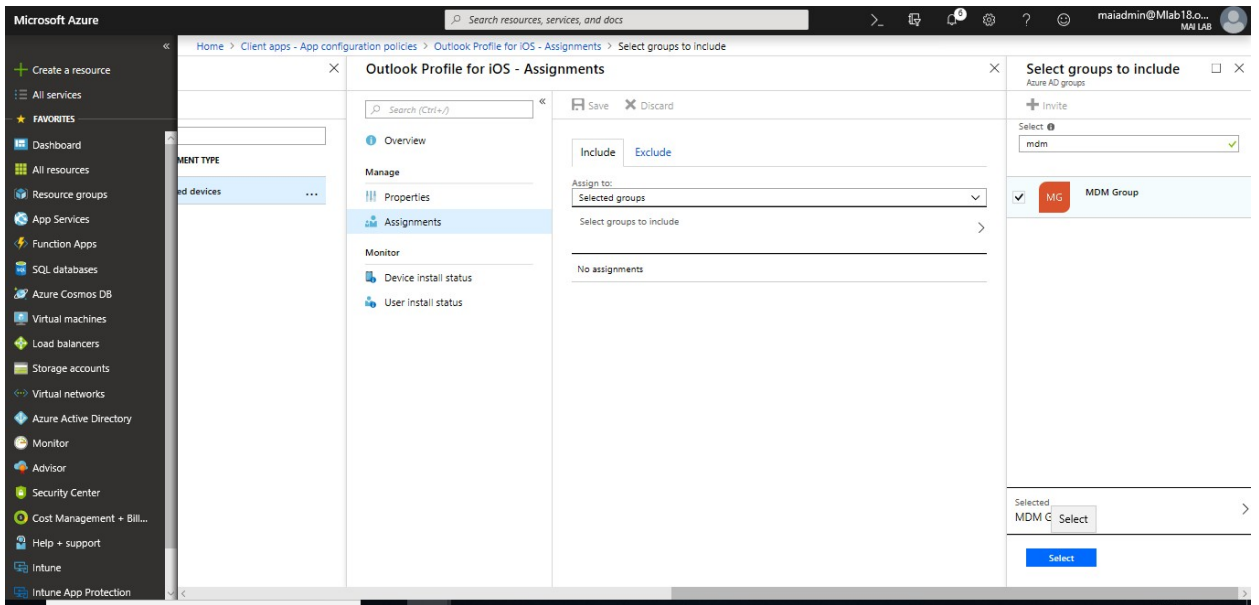 Microsoft Azure
Search resources, services, and docs
>_
6
?
maiadmin@Mlab18.o...
MAI LAB
«
Home > Client apps - App configuration policies > Outlook Profile for iOS - Assignments > Select groups to include
Create a resource
All services
FAVORITES
Dashboard
All resources
Resource groups
App Services
Function Apps
SQL databases
Azure Cosmos DB
Virtual machines
Load balancers
Storage accounts
Virtual networks
Azure Active Directory
Monitor
Advisor
Security Center
Cost Management + Bill...
Help + support
Intune
Intune App Protection
MENT TYPE
ed devices ...
Outlook Profile for iOS - Assignments
Search (Ctrl+/)
«
Overview
Manage
Properties
Assignments
Monitor
Device install status
User install status
Save Discard
Include Exclude
Assign to:
Selected groups
Select groups to include
No assignments
Select groups to include
Azure AD groups
Invite
Select
mdm
MG MDM Group
Selected
MDM G
Select
Select